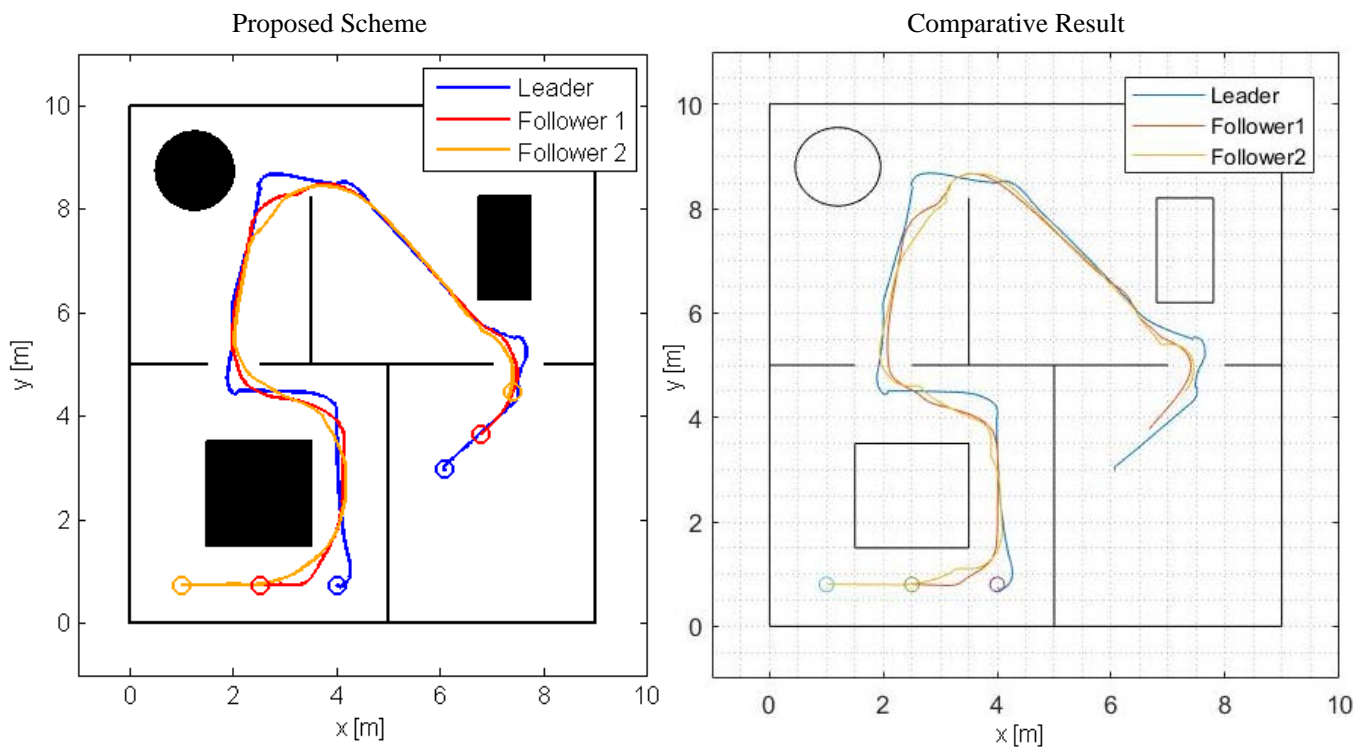 Proposed Scheme
Leader
Follower 1
Follower 2
10
8
6
4
2
0
y [m]
0 2 4 6 8 10
x [m]
Comparative Result
Leader
Follower1
Follower2
10
8
6
4
2
0
y [m]
0 2 4 6 8 10
x [m]